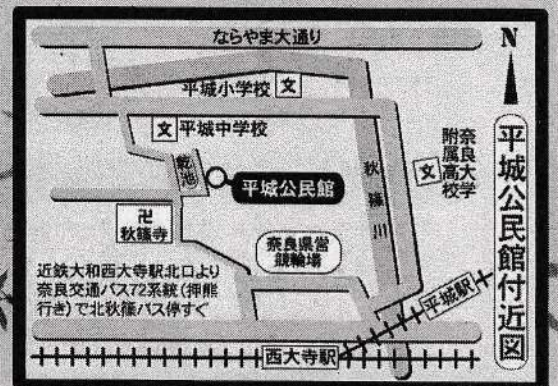 ならやま大通り
N
平城公民館付近図
平城小学校 文
文 平城中学校
奈良大学
附属高校
文
秋篠川
平城公民館
卍
秋篠寺
奈良県営
競輪場
近鉄大和西大寺駅北口より
奈良交通バス72系統(押熊
行き)で北秋篠バス停すぐ
平城駅
西大寺駅